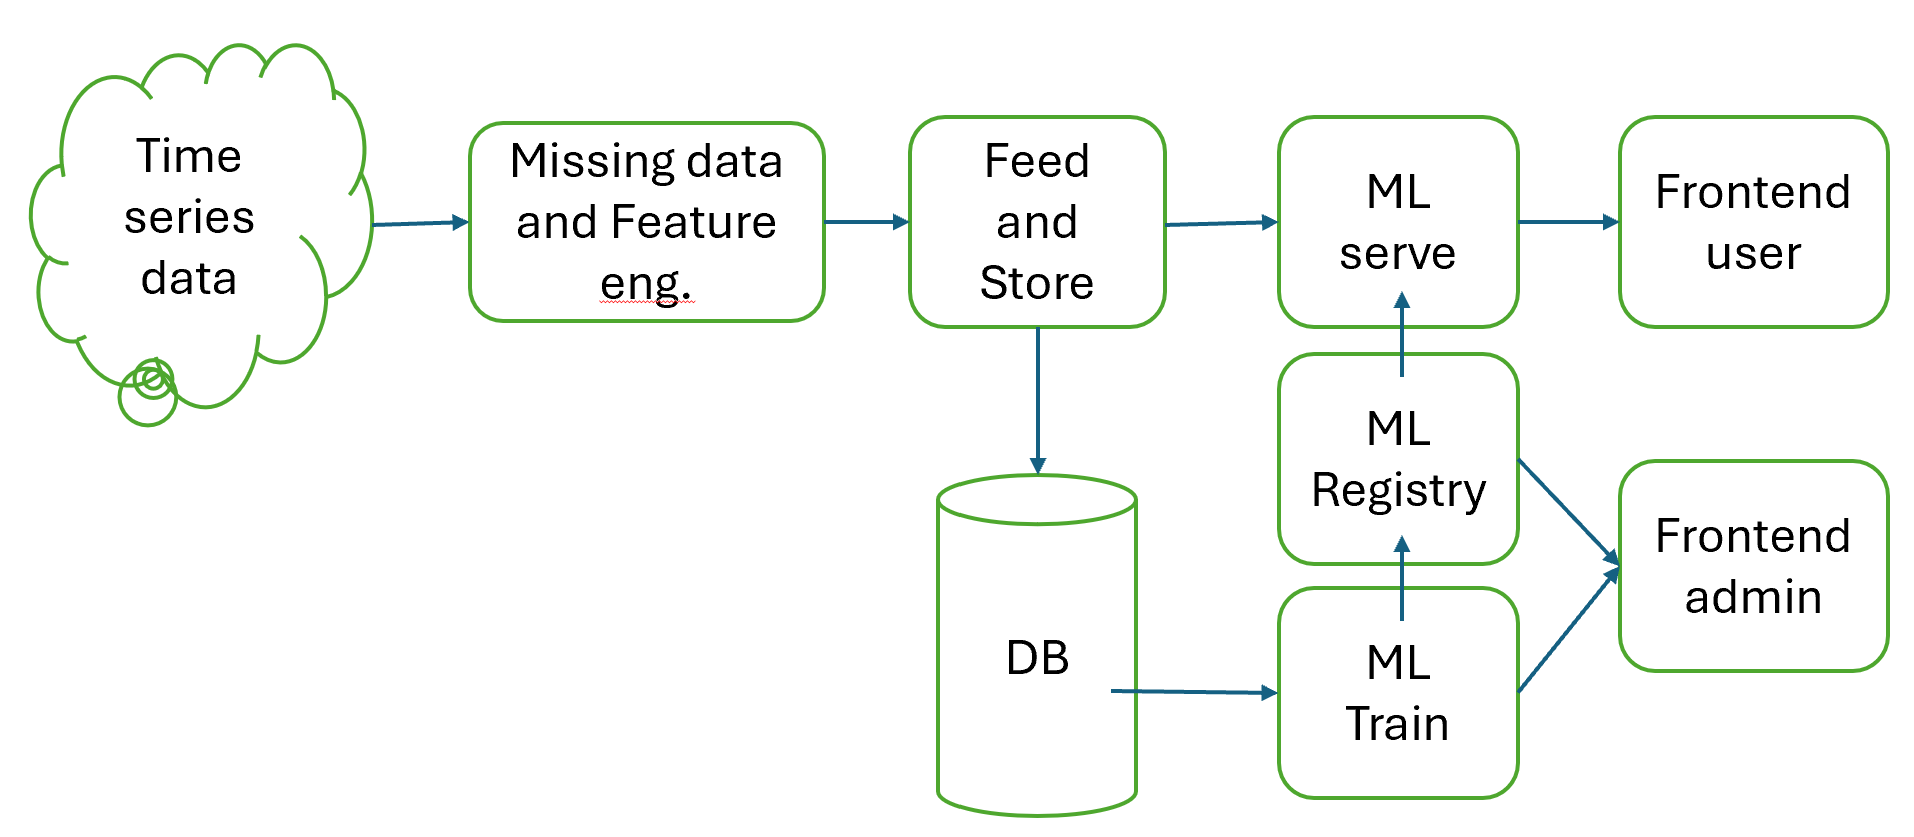 Time
series
data
Missing data
and Feature
eng.
Feed
and
Store
ML
serve
Frontend
user
ML
Registry
Frontend
admin
DB
ML
Train